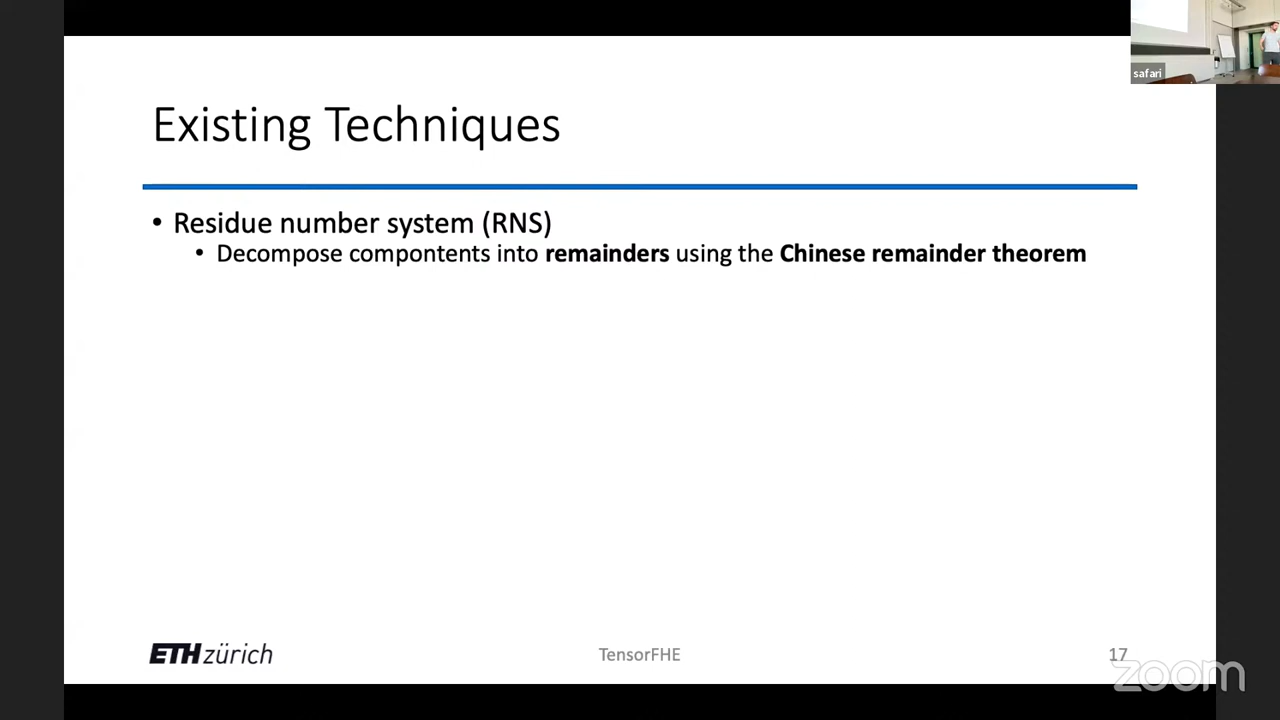 safari
Existing Techniques
• Residue number system (RNS)
• Decompose compontents into remainders using the Chinese remainder theorem
ETH zürich
TensorFHE
17
zoom